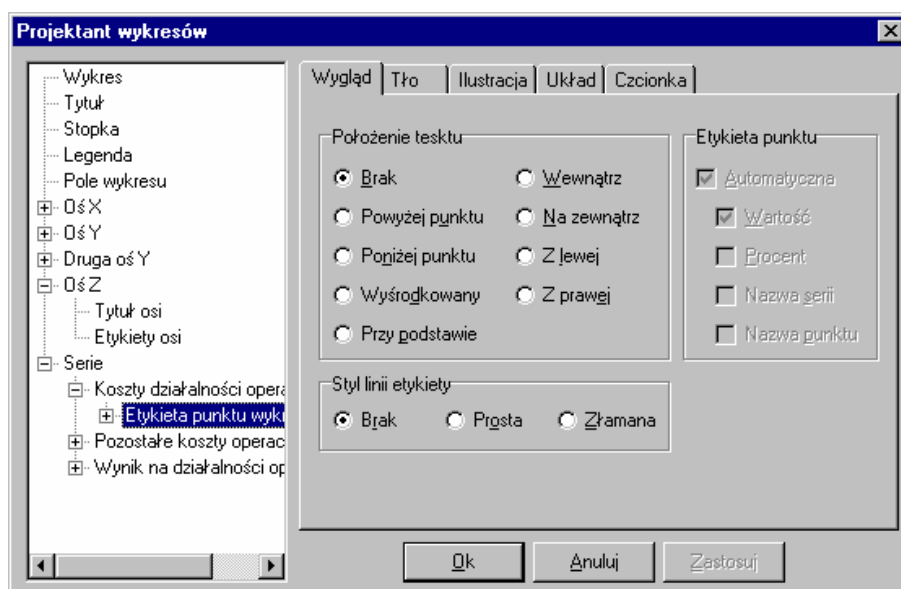 Projektant wykresów
Wykres
Tytuł
Stopka
Legenda
Pole wykresu
Oś X
Oś Y
Druga oś Y
Oś Z
Tytuł osi
Etykiety osi
Serie
Koszty działalności opera
Etykieta punktu wykr
Pozostałe koszty operac
Wynik na działalności op
Wygląd Tło Ilustracja Układ Czcionka
Położenie tesktu
Brak Wewnątrz
Powyżej punktu Na zewnątrz
Poniżej punktu Z lewej
Wyśrodkowany Z prawej
Przy podstawie
Etykieta punktu
Automatyczna
Wartość
Procent
Nazwa serii
Nazwa punktu
Styl linii etykiety
Brak Prosta Złamana
Ok Anuluj Zastosuj